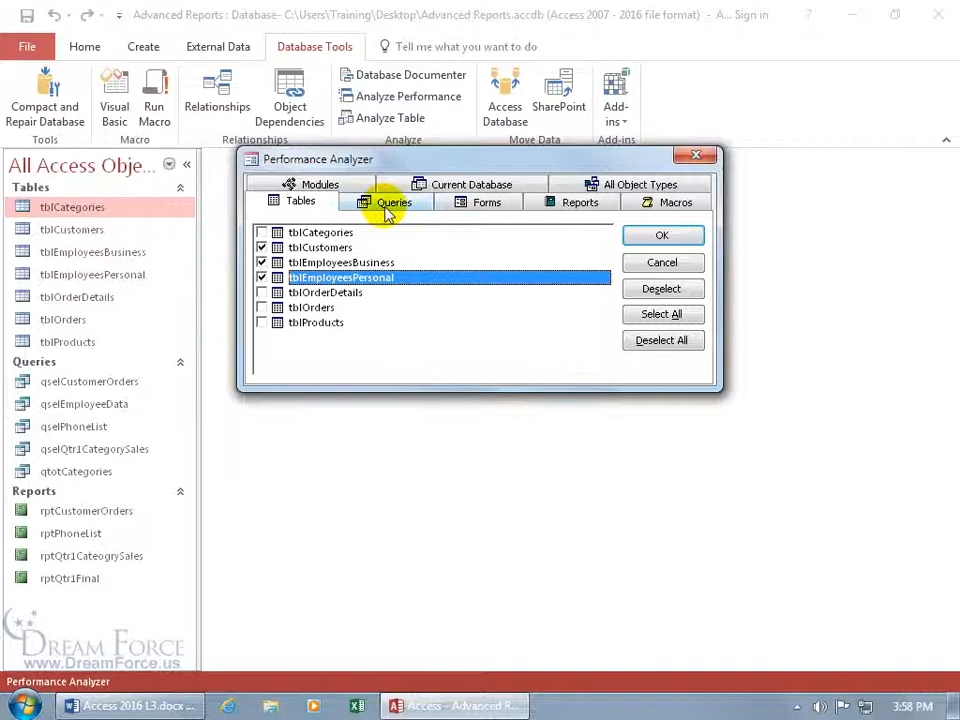 Advanced Reports : Database- C:\Users\Training\Desktop\Advanced Reports.accdb (Access 2007 - 2016 file format) - A... Sign in ?
File Home Create External Data Database Tools Tell me what you want to do
Compact and Repair Database
Visual Basic
Run Macro
Relationships
Object Dependencies
Database Documenter
Analyze Performance
Analyze Table
Access Database
SharePoint
Add-ins
Tools Macro Relationships Analyze Move Data Add-ins
All Access Obje... «
Tables
tblCategories
tblCustomers
tblEmployeesBusiness
tblEmployeesPersonal
tblOrderDetails
tblOrders
tblProducts
Queries
qselCustomerOrders
qselEmployeeData
qselPhoneList
qselQtr1CategorySales
qtotCategories
Reports
rptCustomerOrders
rptPhoneList
rptQtr1CateogrySales
rptQtr1Final
Performance Analyzer
Modules Current Database All Object Types
Tables Queries Forms Reports Macros
tblCategories
tblCustomers
tblEmployeesBusiness
tblEmployeesPersonal
tblOrderDetails
tblOrders
tblProducts
OK
Cancel
Deselect
Select All
Deselect All
DREAM FORCE
www.DreamForce.us
Performance Analyzer
Access 2016 L3.docx ... Access - Advanced R... 3:58 PM